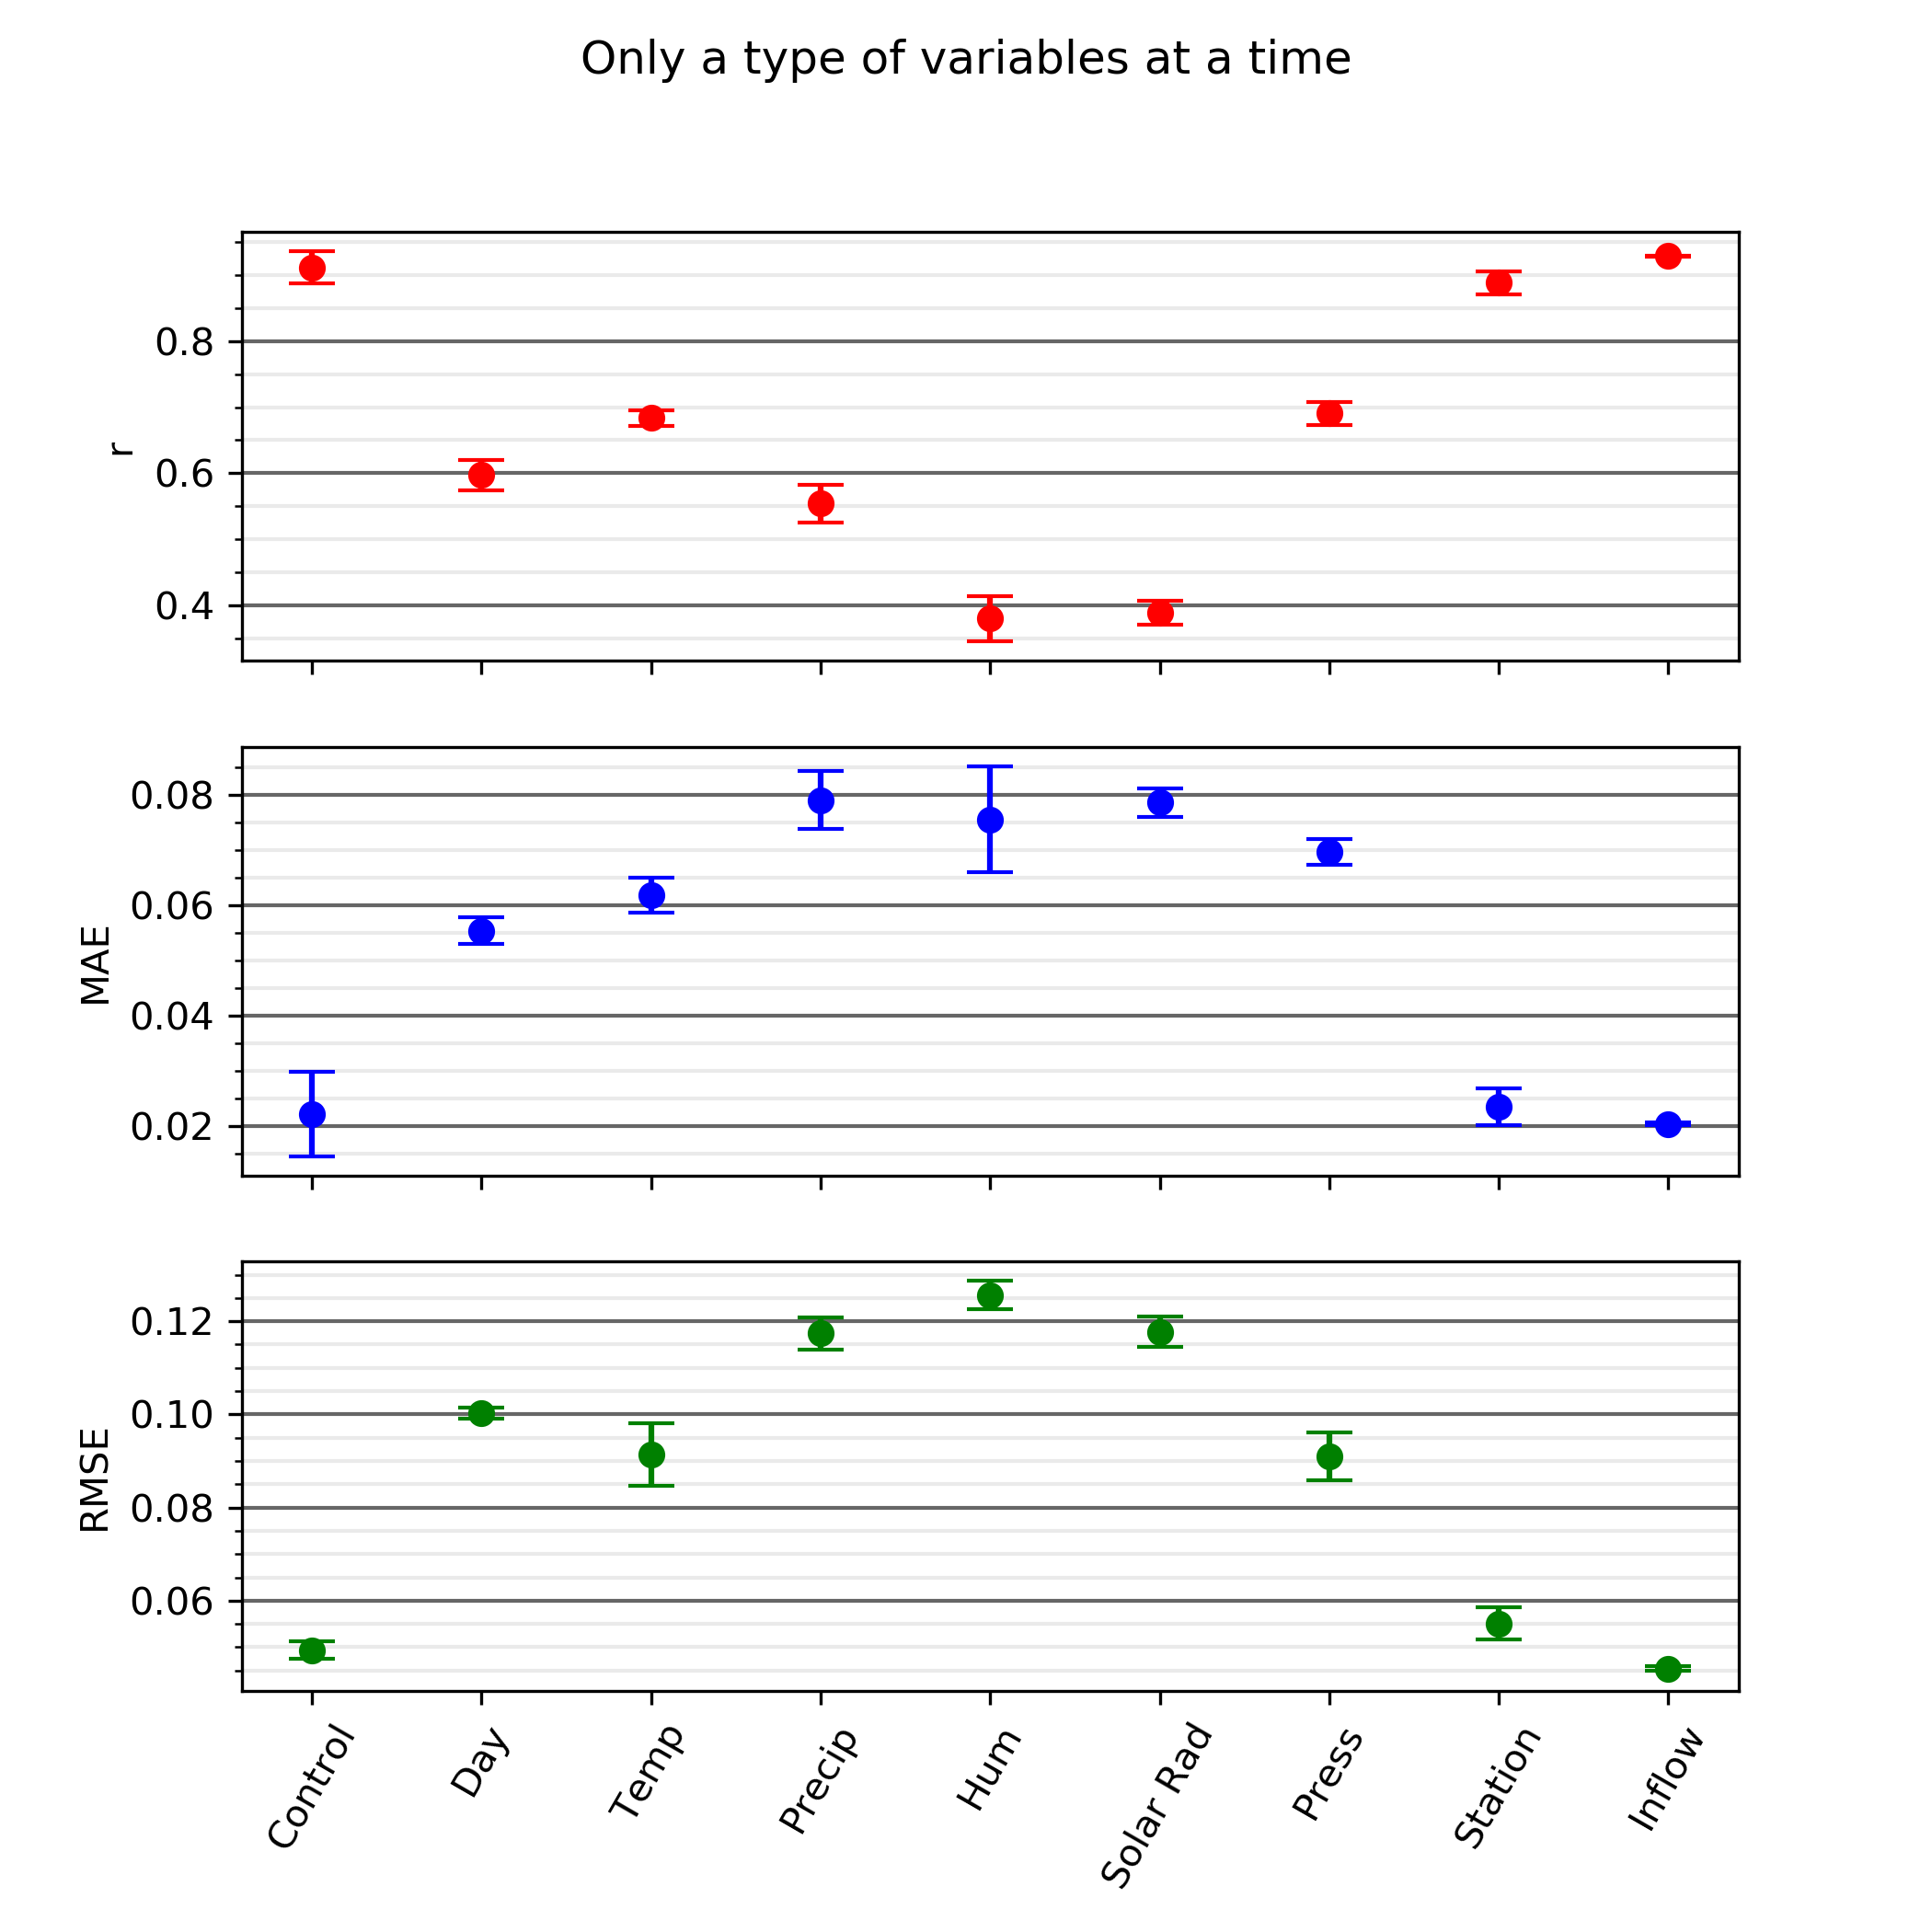 Only a type of variables at a time
r
0.8
0.6
0.4
MAE
0.08
0.06
0.04
0.02
RMSE
0.12
0.10
0.08
0.06
Control
Day
Temp
Precip
Hum
Solar Rad
Press
Station
Inflow